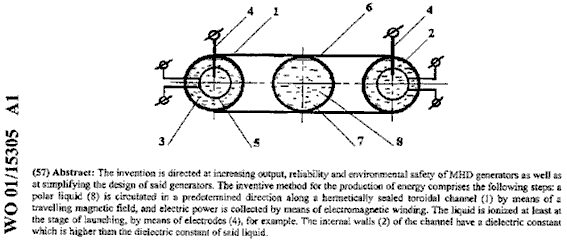 4
1
6
4
2
3
5
7
8
WO 01/15305 A1
(57) Abstract: The invention is directed at increasing output, reliability and environmental safety of MHD generators as well as
at simplifying the design of said generators. The inventive method for the production of energy comprises the following steps: a
polar liquid (8) is circulated in a predetermined direction along a hermetically sealed toroidal channel (1) by means of a
travelling magnetic field, and electric power is collected by means of electromagnetic winding. The liquid is ionized at least at
the stage of launching, by means of electrodes (4), for example. The internal walls (2) of the channel have a dielectric constant
which is higher than the dielectric constant of said liquid.